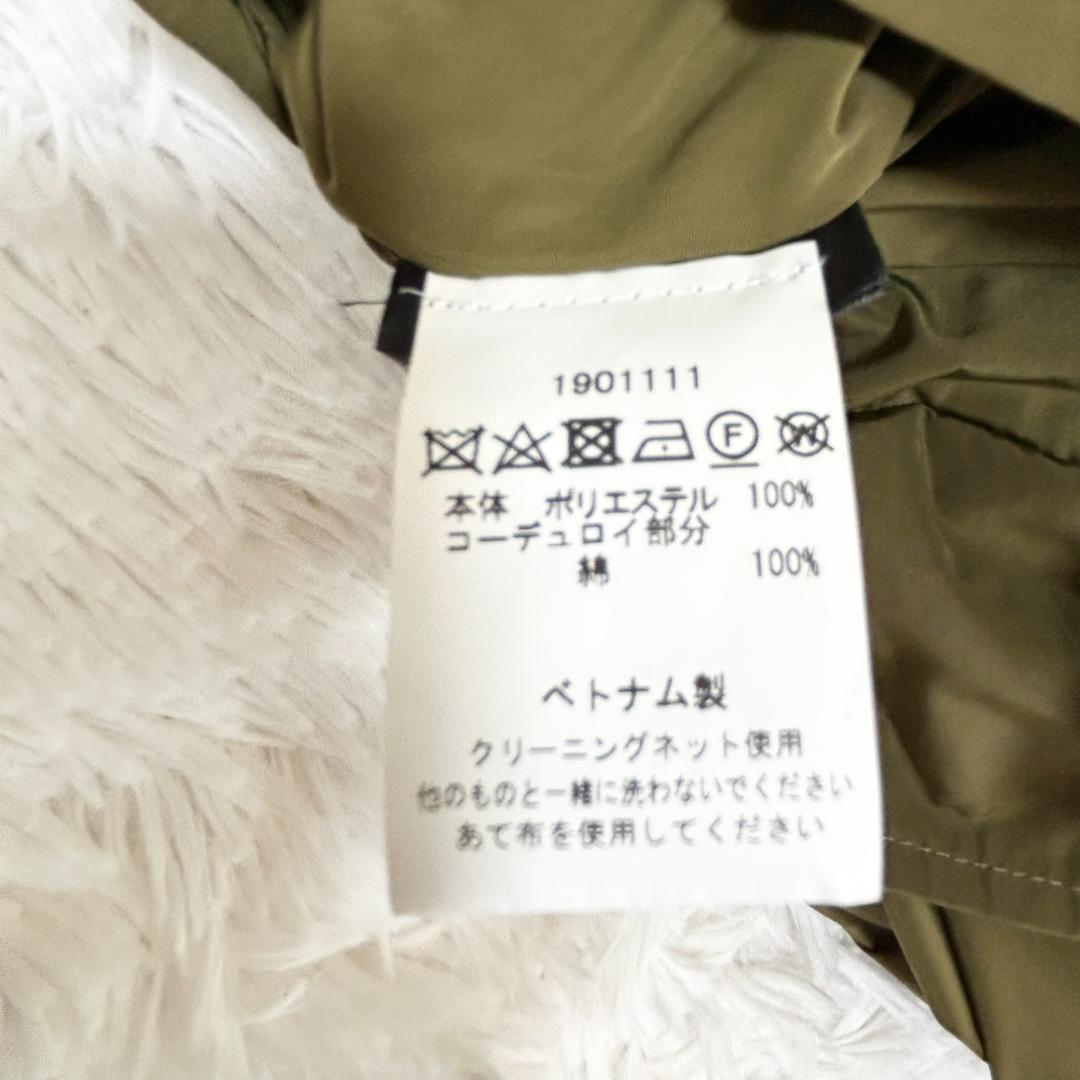 1901111
F W
本体 ポリエステル 100%
コーデュロイ部分
綿 100%
ベトナム製
クリーニングネット使用
他のものと一緒に洗わないでください
あて布を使用してください